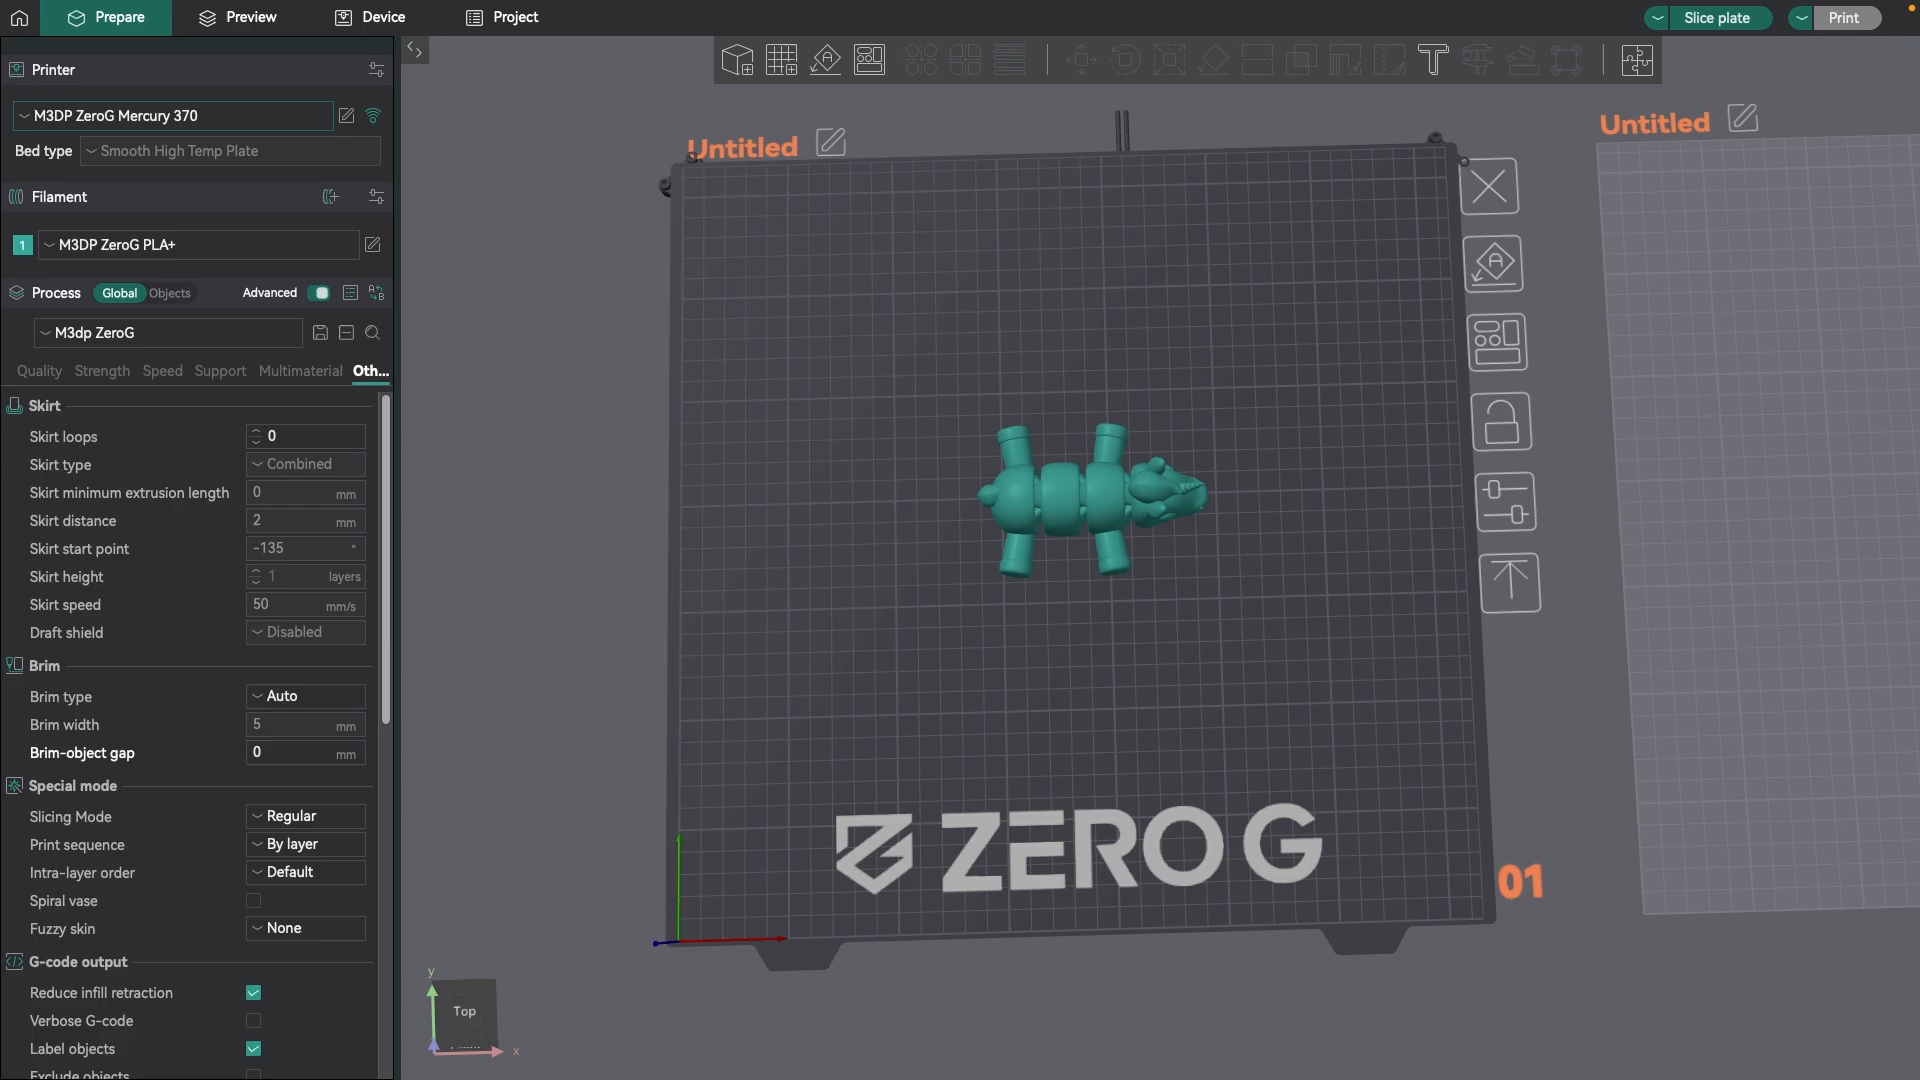 Prepare
Preview
Device
Project
Slice plate
Print
Printer
M3DP ZeroG Mercury 370
Bed type
Smooth High Temp Plate
Filament
1
M3DP ZeroG PLA+
Process
Global
Objects
Advanced
M3dp ZeroG
Quality
Strength
Speed
Support
Multimaterial
Oth...
Skirt
Skirt loops
0
Skirt type
Combined
Skirt minimum extrusion length
0 mm
Skirt distance
2 mm
Skirt start point
-135 °
Skirt height
1 layers
Skirt speed
50 mm/s
Draft shield
Disabled
Brim
Brim type
Auto
Brim width
5 mm
Brim-object gap
0 mm
Special mode
Slicing Mode
Regular
Print sequence
By layer
Intra-layer order
Default
Spiral vase
Fuzzy skin
None
G-code output
Reduce infill retraction
Verbose G-code
Label objects
Exclude objects
Untitled
Untitled
ZERO G
01
y
Top
x